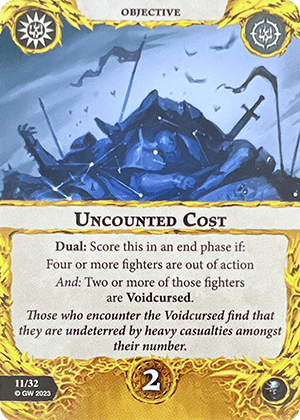 OBJECTIVE
UNCOUNTED COST
Dual: Score this in an end phase if:
Four or more fighters are out of action
And: Two or more of those fighters
are Voidcursed.
Those who encounter the Voidcursed find that
they are undeterred by heavy casualties amongst
their number.
11/32
© GW 2023
2